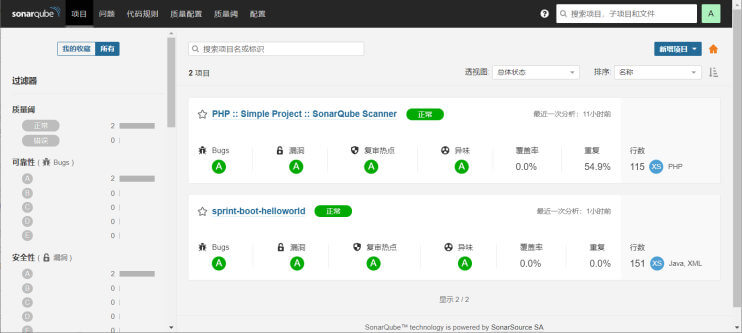 sonarqube 项目 问题 代码规则 质量配置 质量阈 配置 ? 搜索项目、子项目和文件 A
我的收藏 所有
过滤器
质量阈
正常 2
错误 0
可靠性 ( Bugs )
A 2
B 0
C 0
D 0
E 0
安全性 ( 漏洞 )
A 2
B 0
C 0
D 0
E 0
搜索项目名或标识 新增项目
2 项目 透视图: 总体状态 排序: 名称
PHP :: Simple Project :: SonarQube Scanner 正常 最近一次分析：11小时前
Bugs 漏洞 复审热点 异味 覆盖率 重复 行数
A A A A 0.0% 54.9% 115 XS PHP
sprint-boot-helloworld 正常 最近一次分析：1小时前
Bugs 漏洞 复审热点 异味 覆盖率 重复 行数
A A A A 0.0% 0.0% 151 XS Java, XML
显示 2 / 2
SonarQube™ technology is powered by SonarSource SA